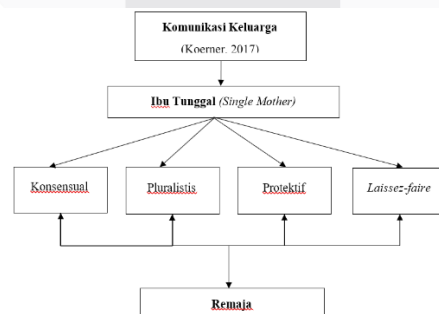 Komunikasi Keluarga
(Koerner, 2017)
Ibu Tunggal (Single Mother)
Konsensual
Pluralistis
Protektif
Laissez-faire
Remaja